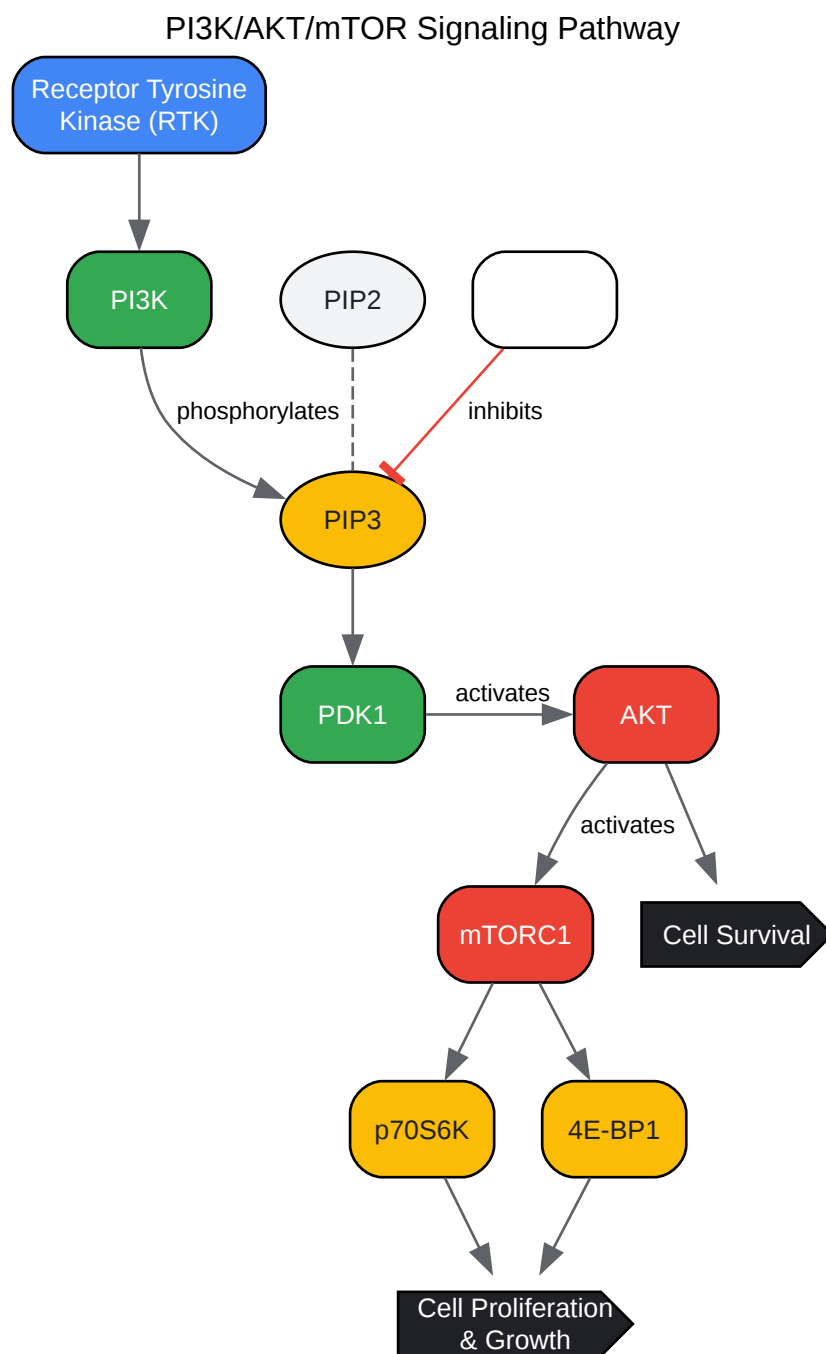 PI3K/AKT/mTOR Signaling Pathway
Receptor Tyrosine
Kinase (RTK)
PI3K
PIP2
phosphorylates
inhibits
PIP3
PDK1
activates
AKT
activates
mTORC1
Cell Survival
p70S6K
4E-BP1
Cell Proliferation
& Growth